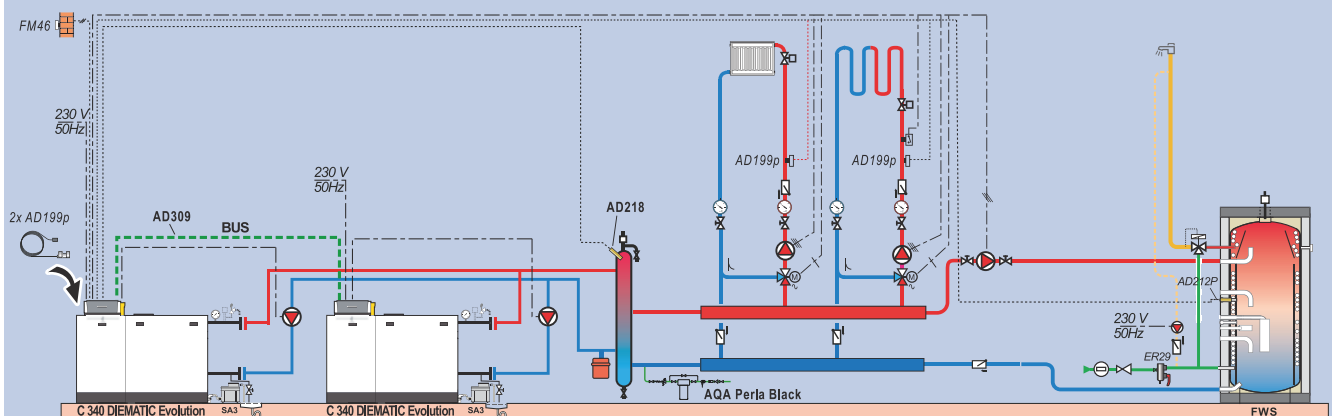 FM46
230 V
50Hz
2x AD199p
AD309
BUS
230 V
50Hz
AD218
AD199p
M
AD199p
M
AD212P
230 V
50Hz
ER29
AQA Perla Black
C 340 DIEMATIC Evolution
SA3
C 340 DIEMATIC Evolution
SA3
FWS